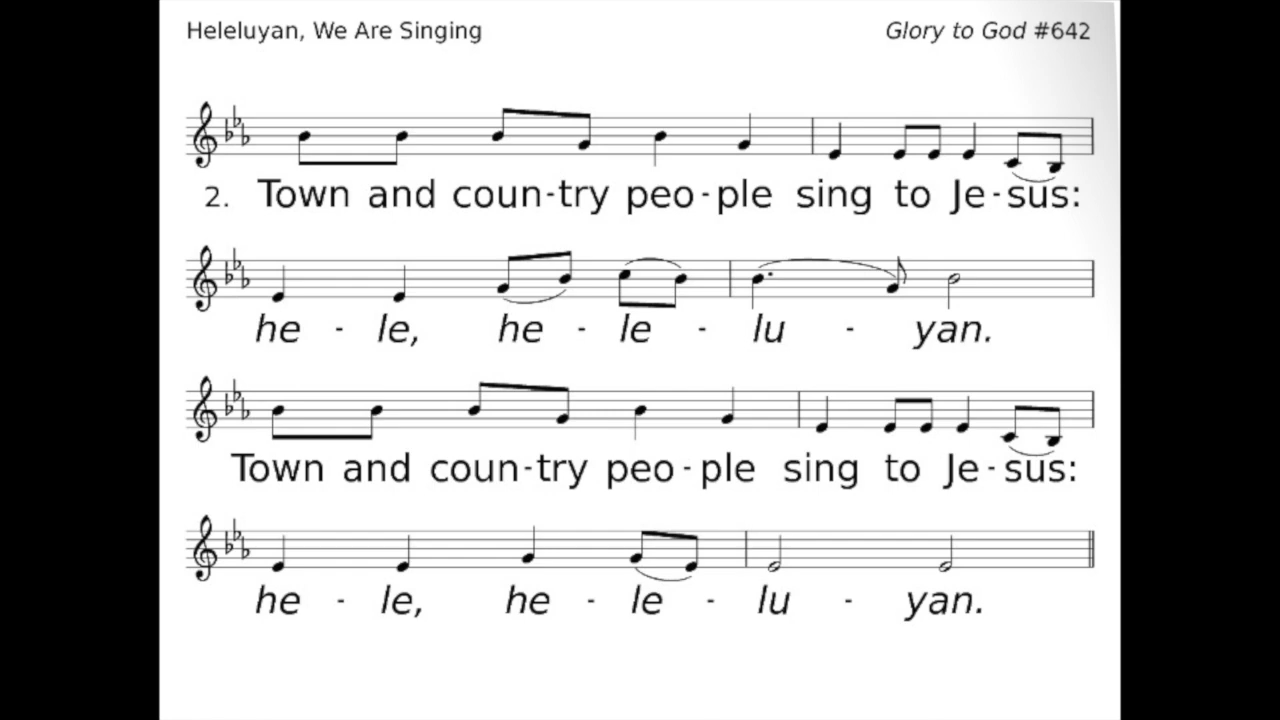 Heleluyan, We Are Singing Glory to God #642
2. Town and coun-try peo-ple sing to Je-sus:
he - le, he - le - lu - yan.
Town and coun-try peo-ple sing to Je-sus:
he - le, he - le - lu - yan.